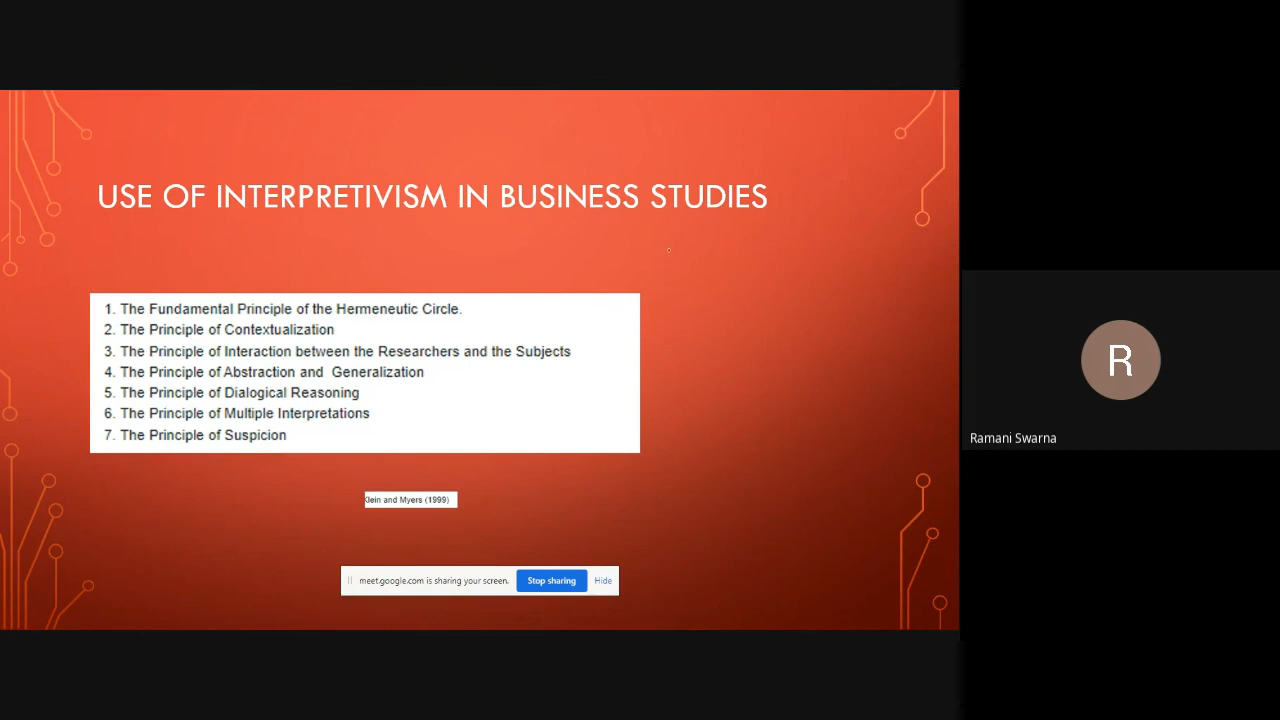 USE OF INTERPRETIVISM IN BUSINESS STUDIES
1. The Fundamental Principle of the Hermeneutic Circle.
2. The Principle of Contextualization
3. The Principle of Interaction between the Researchers and the Subjects
4. The Principle of Abstraction and Generalization
5. The Principle of Dialogical Reasoning
6. The Principle of Multiple Interpretations
7. The Principle of Suspicion
Klein and Myers (1999)
meet.google.com is sharing your screen. Stop sharing Hide
R
Ramani Swarna